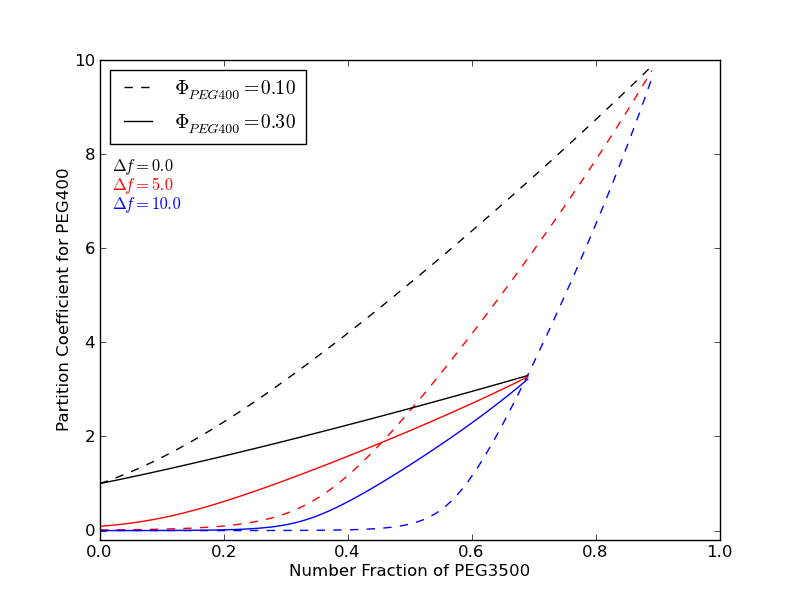 10
Φ_PEG400 = 0.10
Φ_PEG400 = 0.30
8
Δf = 0.0
Δf = 5.0
Δf = 10.0
6
4
2
0
Partition Coefficient for PEG400
0.0 0.2 0.4 0.6 0.8 1.0
Number Fraction of PEG3500